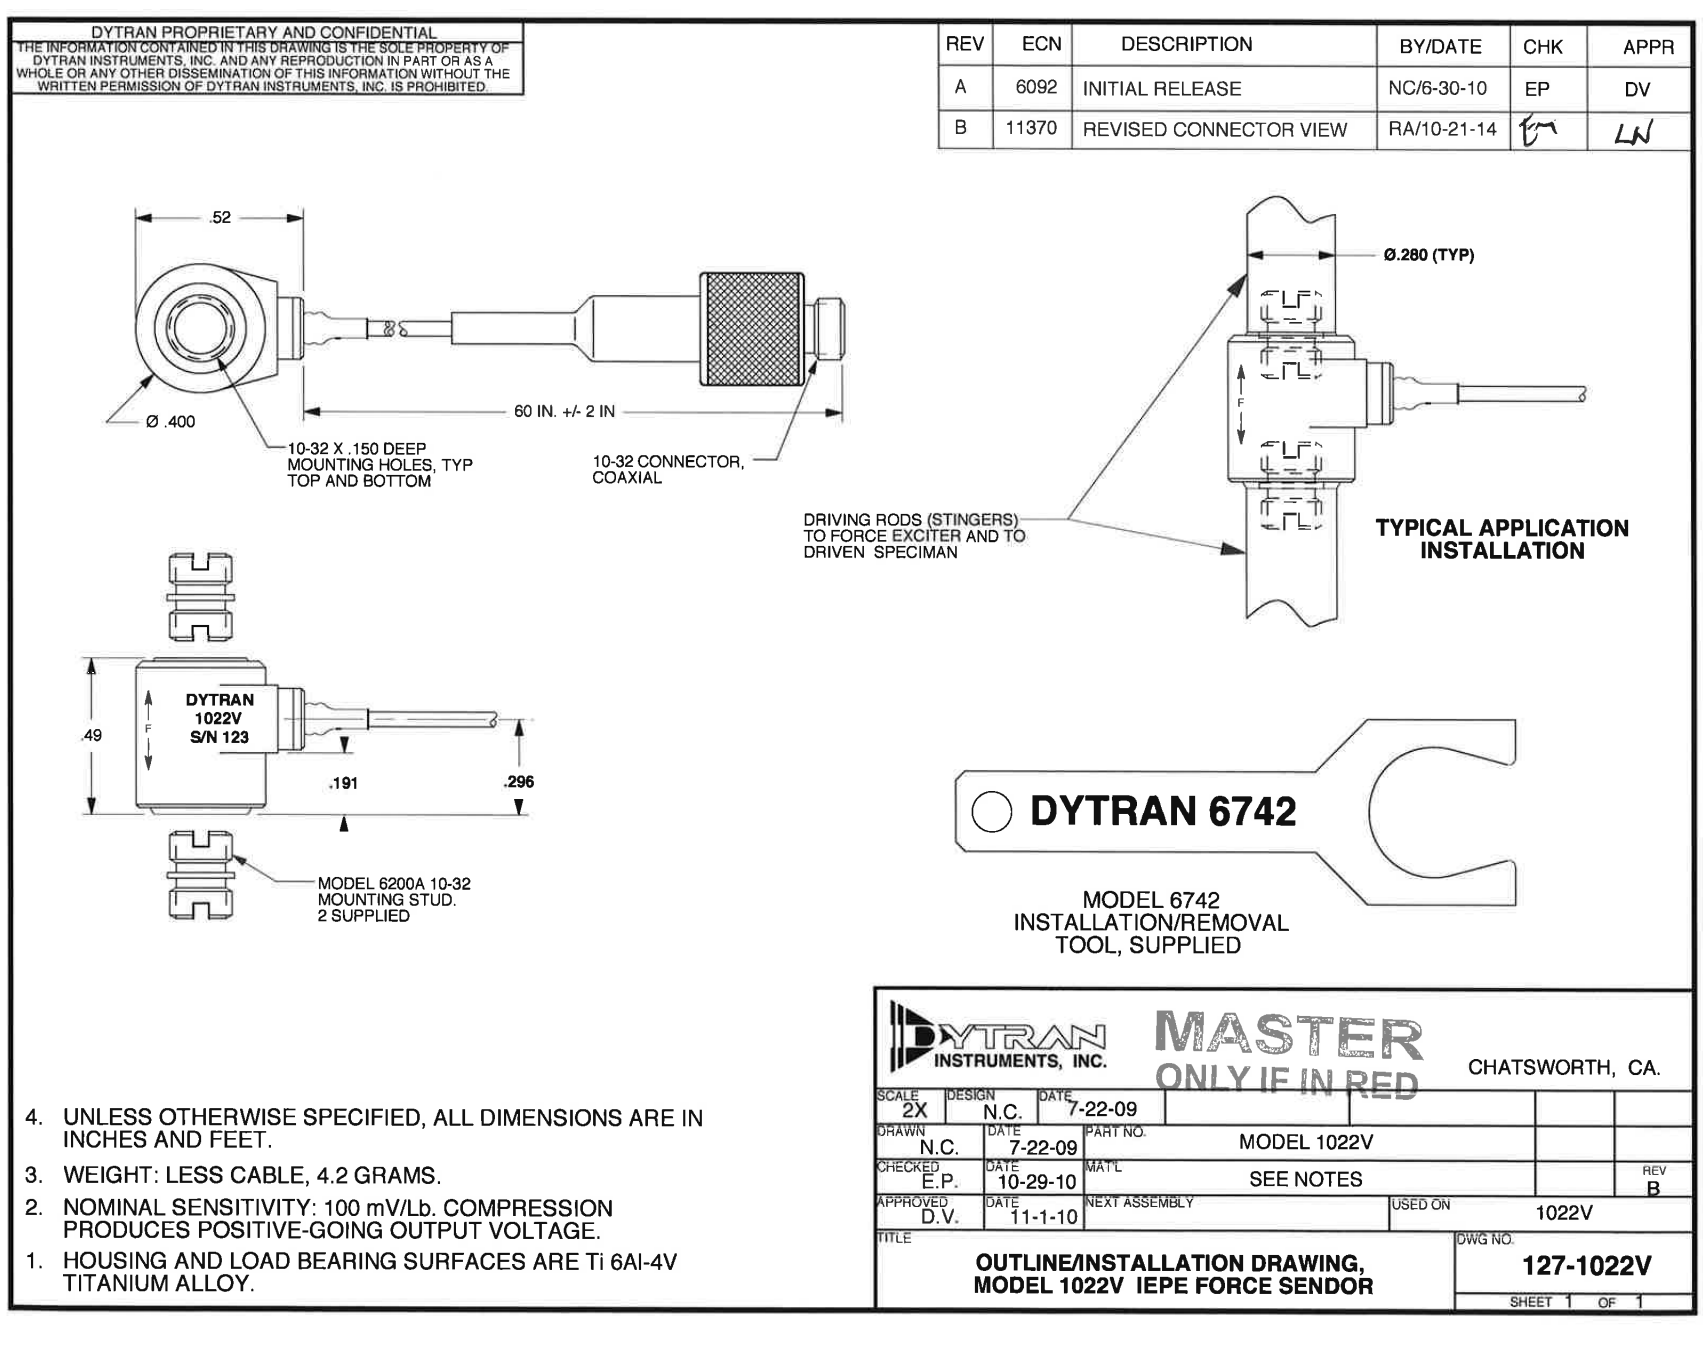 DYTRAN PROPRIETARY AND CONFIDENTIAL
THE INFORMATION CONTAINED IN THIS DRAWING IS THE SOLE PROPERTY OF
DYTRAN INSTRUMENTS, INC. AND ANY REPRODUCTION IN PART OR AS A
WHOLE OR ANY OTHER DISSEMINATION OF THIS INFORMATION WITHOUT THE
WRITTEN PERMISSION OF DYTRAN INSTRUMENTS, INC. IS PROHIBITED.
REV ECN DESCRIPTION BY/DATE CHK APPR
A 6092 INITIAL RELEASE NC/6-30-10 EP DV
B 11370 REVISED CONNECTOR VIEW RA/10-21-14 LN
.52
Ø .400
60 IN. +/- 2 IN
10-32 X .150 DEEP
MOUNTING HOLES, TYP
TOP AND BOTTOM
10-32 CONNECTOR,
COAXIAL
Ø.280 (TYP)
F
DRIVING RODS (STINGERS)
TO FORCE EXCITER AND TO
DRIVEN SPECIMAN
TYPICAL APPLICATION
INSTALLATION
DYTRAN
1022V
S/N 123
F
.49
.191
.296
MODEL 6200A 10-32
MOUNTING STUD.
2 SUPPLIED
DYTRAN 6742
MODEL 6742
INSTALLATION/REMOVAL
TOOL, SUPPLIED
4. UNLESS OTHERWISE SPECIFIED, ALL DIMENSIONS ARE IN
INCHES AND FEET.
3. WEIGHT: LESS CABLE, 4.2 GRAMS.
2. NOMINAL SENSITIVITY: 100 mV/Lb. COMPRESSION
PRODUCES POSITIVE-GOING OUTPUT VOLTAGE.
1. HOUSING AND LOAD BEARING SURFACES ARE Ti 6Al-4V
TITANIUM ALLOY.
DYTRAN
INSTRUMENTS, INC.
MASTER
ONLY IF IN RED
CHATSWORTH, CA.
SCALE 2X DESIGN N.C. DATE 7-22-09
DRAWN N.C. DATE 7-22-09 PART NO. MODEL 1022V
CHECKED E.P. DATE 10-29-10 MAT'L SEE NOTES REV B
APPROVED D.V. DATE 11-1-10 NEXT ASSEMBLY USED ON 1022V
TITLE
OUTLINE/INSTALLATION DRAWING,
MODEL 1022V IEPE FORCE SENDOR
DWG NO.
127-1022V
SHEET 1 OF 1